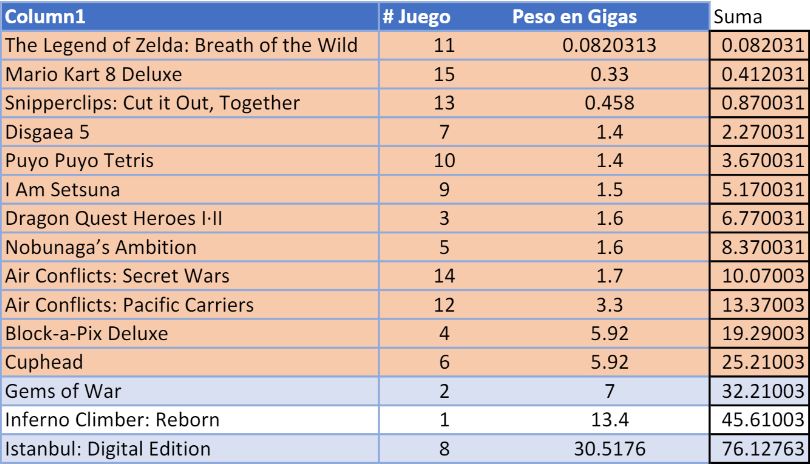 Column1 # Juego Peso en Gigas Suma
The Legend of Zelda: Breath of the Wild 11 0.0820313 0.082031
Mario Kart 8 Deluxe 15 0.33 0.412031
Snipperclips: Cut it Out, Together 13 0.458 0.870031
Disgaea 5 7 1.4 2.270031
Puyo Puyo Tetris 10 1.4 3.670031
I Am Setsuna 9 1.5 5.170031
Dragon Quest Heroes I·II 3 1.6 6.770031
Nobunaga’s Ambition 5 1.6 8.370031
Air Conflicts: Secret Wars 14 1.7 10.07003
Air Conflicts: Pacific Carriers 12 3.3 13.37003
Block-a-Pix Deluxe 4 5.92 19.29003
Cuphead 6 5.92 25.21003
Gems of War 2 7 32.21003
Inferno Climber: Reborn 1 13.4 45.61003
Istanbul: Digital Edition 8 30.5176 76.12763